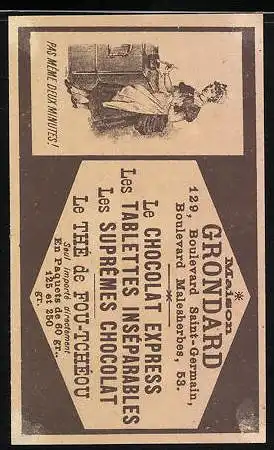 PAS MÊME DEUX MINUTES!
Maison
GRONDARD
129, Boulevard Saint-Germain,
Boulevard Malesherbes, 53.
Le CHOCOLAT EXPRESS
Les TABLETTES INSÉPARABLES
Les SUPRÊMES CHOCOLAT
Le THÉ de FOU-TCHÉOU
Seul importé directement.
En Paquets de 60 gr.,
125 et 250
gr.